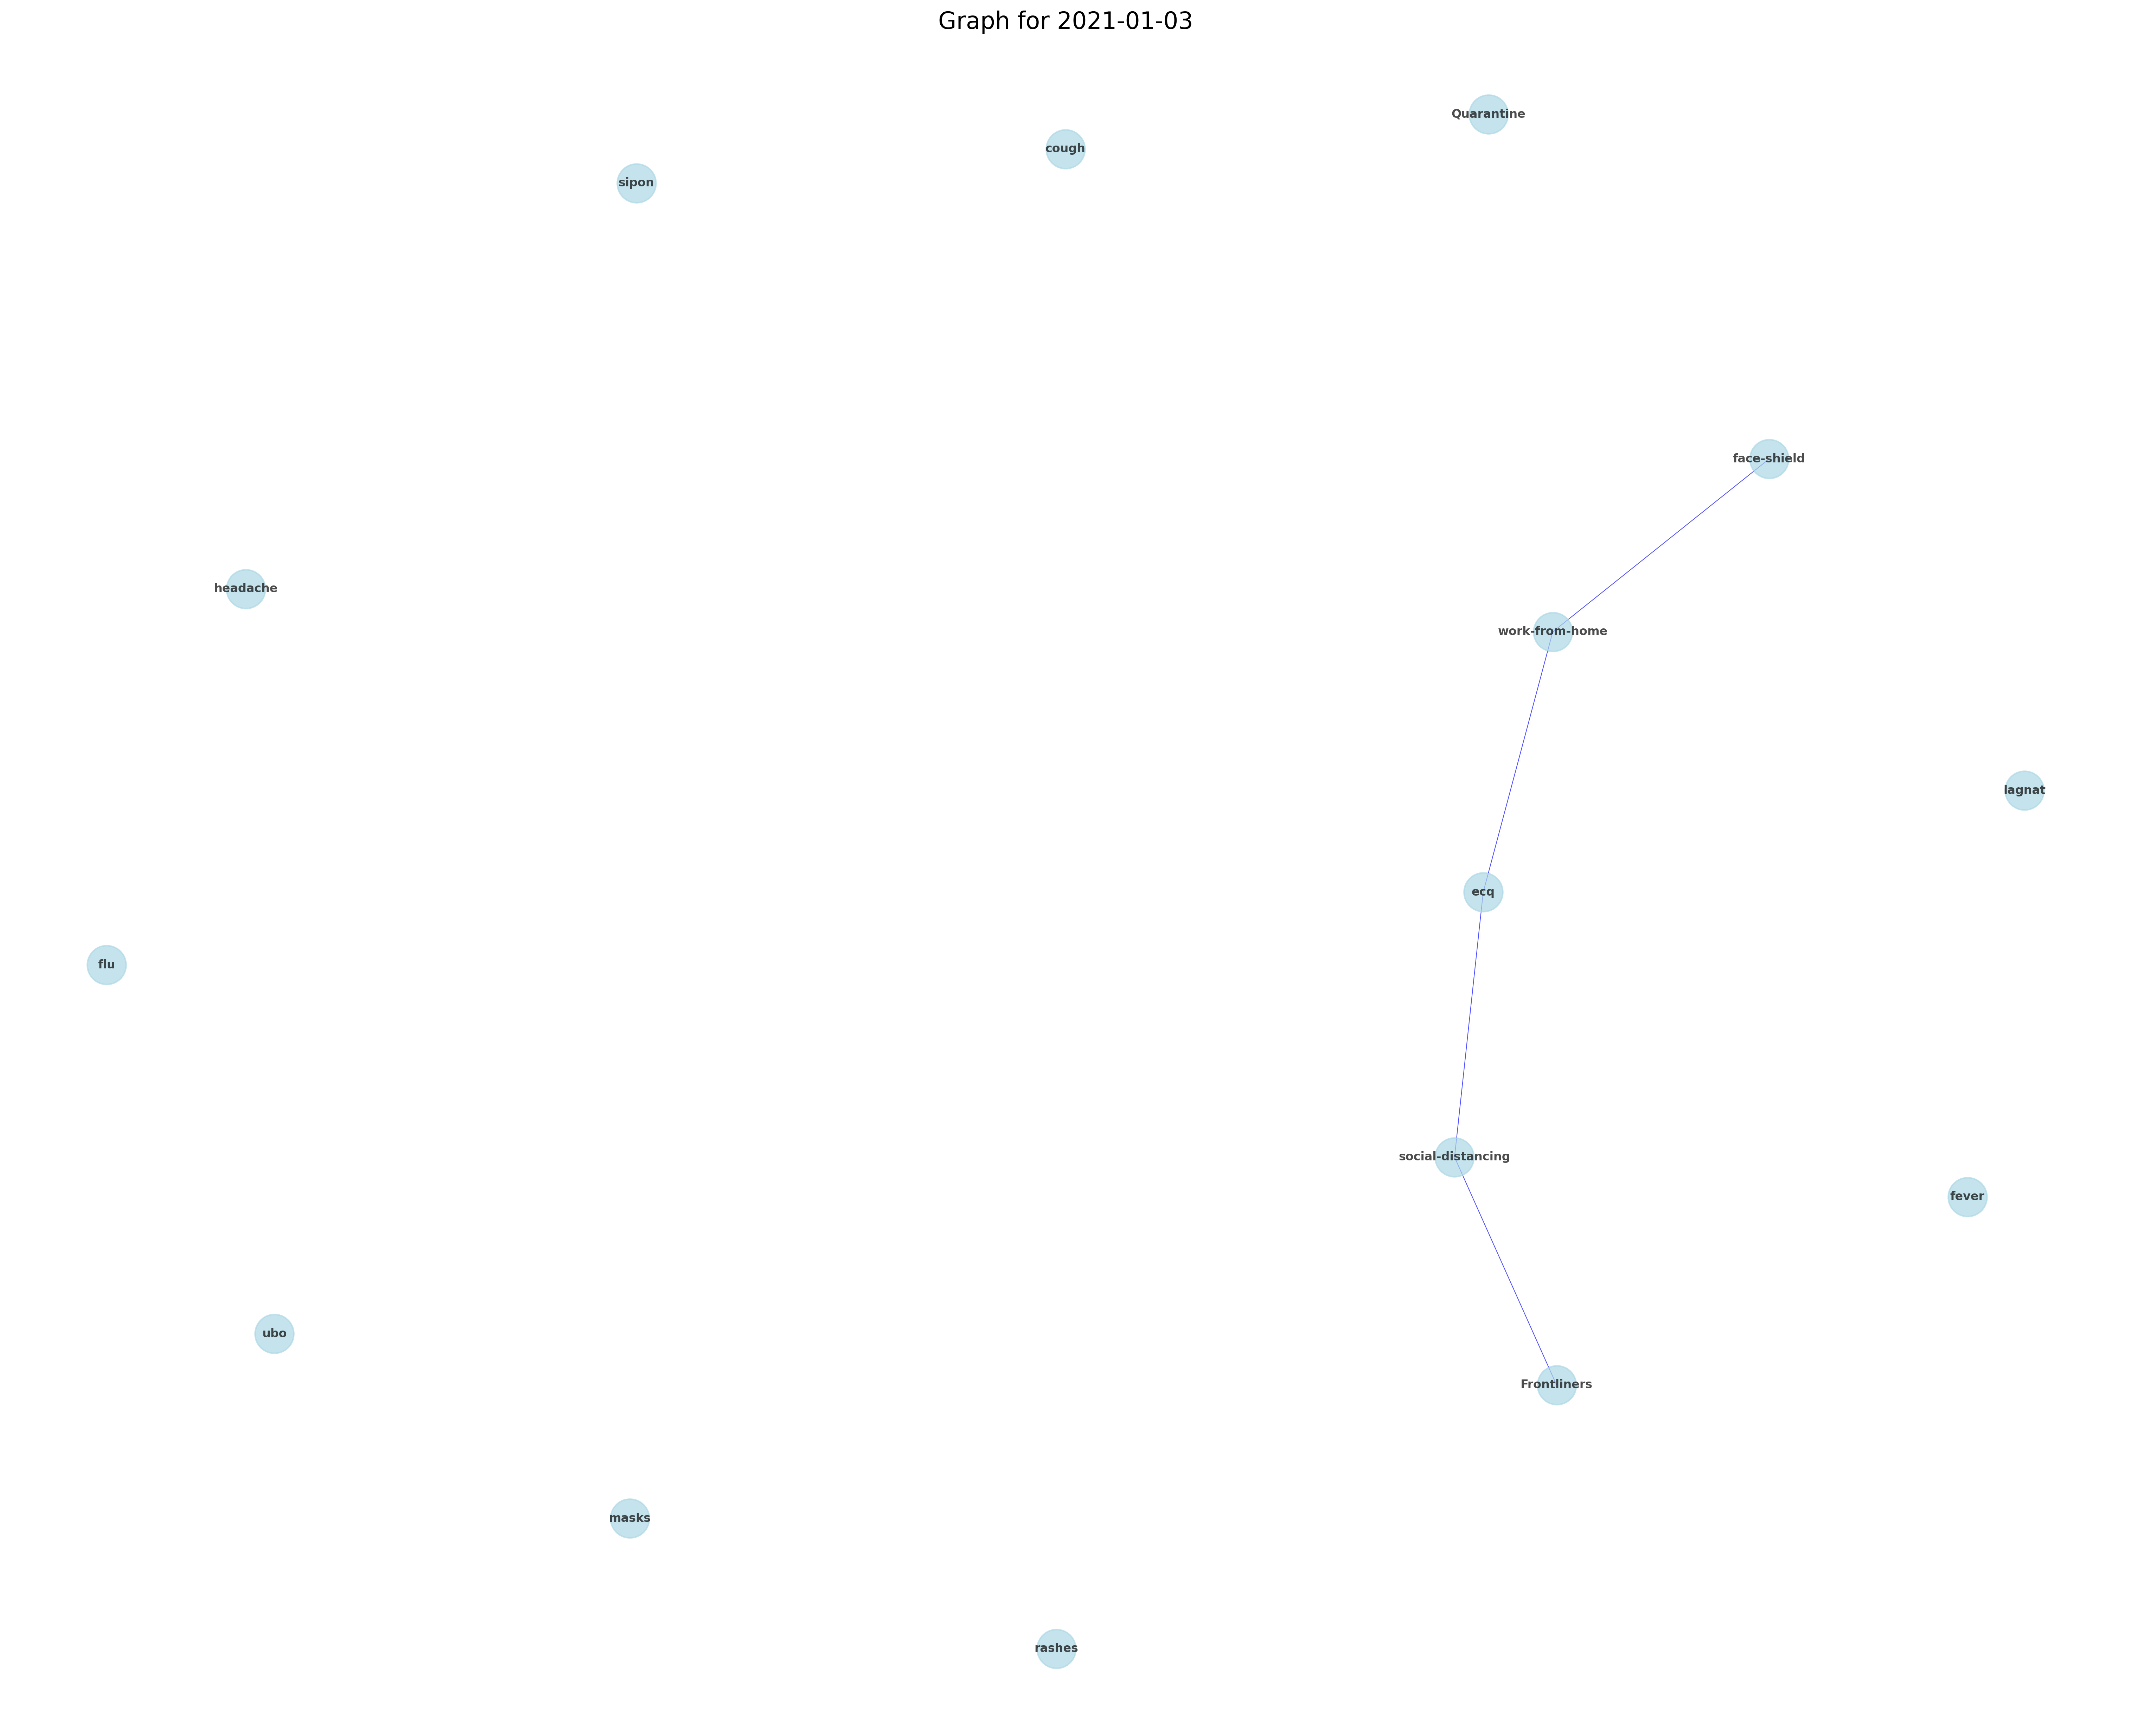 Graph for 2021-01-03
Quarantine
cough
sipon
face-shield
headache
work-from-home
lagnat
ecq
flu
social-distancing
fever
ubo
Frontliners
masks
rashes